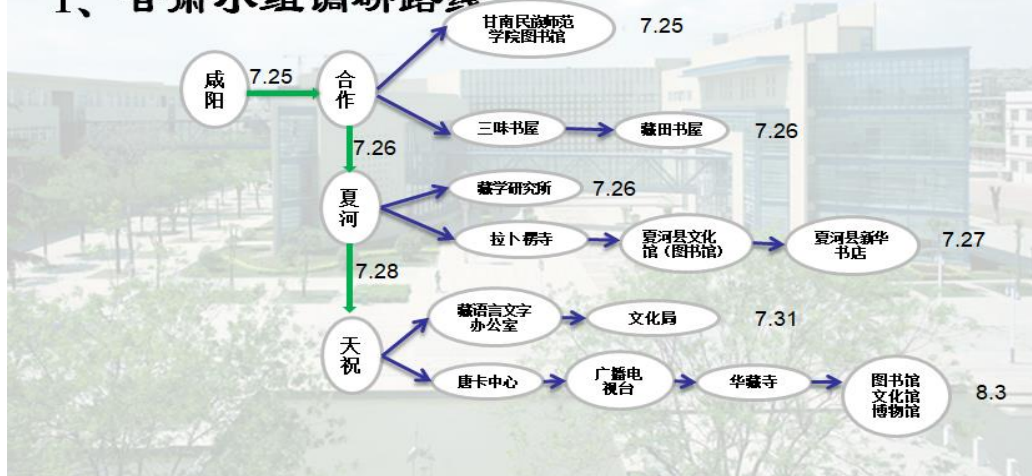 1、甘肃小组调研路线
甘南民族师范
学院图书馆
7.25
咸
阳
7.25
合
作
三味书屋
藏田书屋
7.26
7.26
夏
河
藏学研究所
7.26
拉卜楞寺
夏河县文化
馆（图书馆）
夏河县新华
书店
7.27
7.28
天
祝
藏语言文字
办公室
文化局
7.31
唐卡中心
广播电
视台
华藏寺
图书馆
文化馆
博物馆
8.3